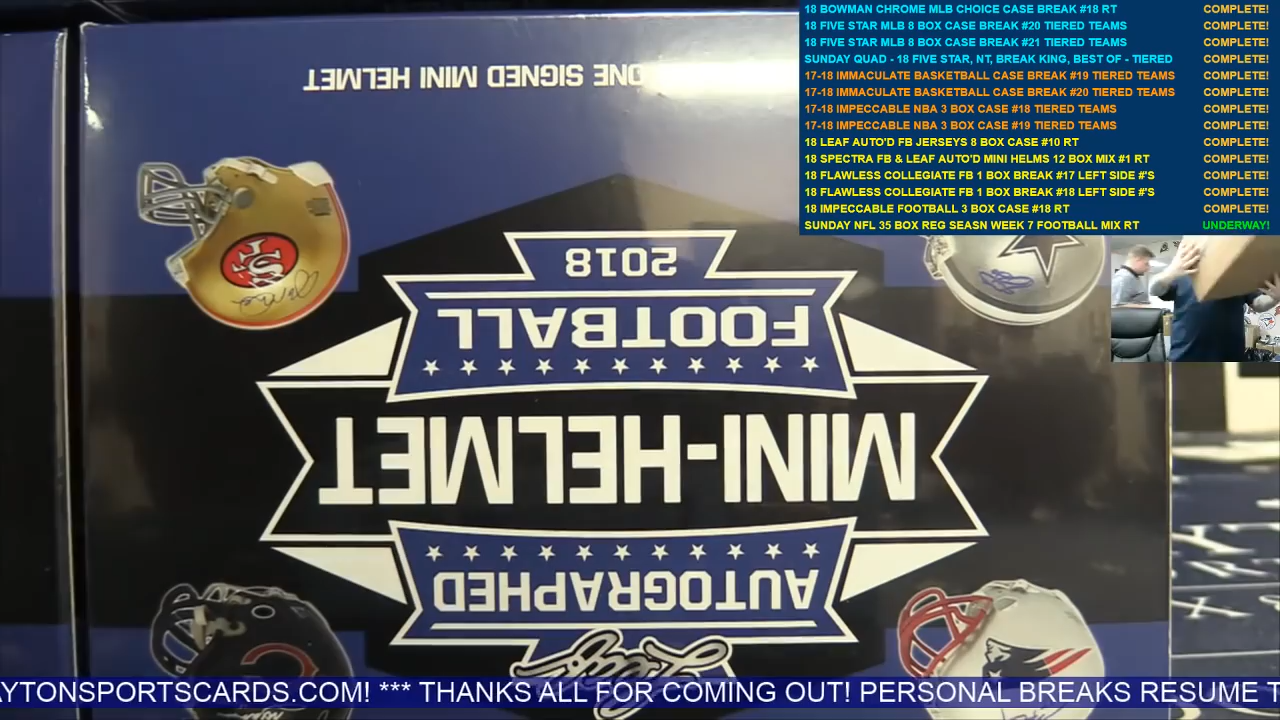 18 BOWMAN CHROME MLB CHOICE CASE BREAK #18 RT COMPLETE!
18 FIVE STAR MLB 8 BOX CASE BREAK #20 TIERED TEAMS COMPLETE!
18 FIVE STAR MLB 8 BOX CASE BREAK #21 TIERED TEAMS COMPLETE!
SUNDAY QUAD - 18 FIVE STAR, NT, BREAK KING, BEST OF - TIERED COMPLETE!
17-18 IMMACULATE BASKETBALL CASE BREAK #19 TIERED TEAMS COMPLETE!
17-18 IMMACULATE BASKETBALL CASE BREAK #20 TIERED TEAMS COMPLETE!
17-18 IMPECCABLE NBA 3 BOX CASE #18 TIERED TEAMS COMPLETE!
17-18 IMPECCABLE NBA 3 BOX CASE #19 TIERED TEAMS COMPLETE!
18 LEAF AUTO'D FB JERSEYS 8 BOX CASE #10 RT COMPLETE!
18 SPECTRA FB & LEAF AUTO'D MINI HELMS 12 BOX MIX #1 RT COMPLETE!
18 FLAWLESS COLLEGIATE FB 1 BOX BREAK #17 LEFT SIDE #'S COMPLETE!
18 FLAWLESS COLLEGIATE FB 1 BOX BREAK #18 LEFT SIDE #'S COMPLETE!
18 IMPECCABLE FOOTBALL 3 BOX CASE #18 RT COMPLETE!
SUNDAY NFL 35 BOX REG SEASN WEEK 7 FOOTBALL MIX RT UNDERWAY!
Leaf
AUTOGRAPHED
MINI-HELMET
FOOTBALL
2018
ONE SIGNED MINI HELMET
SF
AYTONSPORTSCARDS.COM! *** THANKS ALL FOR COMING OUT! PERSONAL BREAKS RESUME T